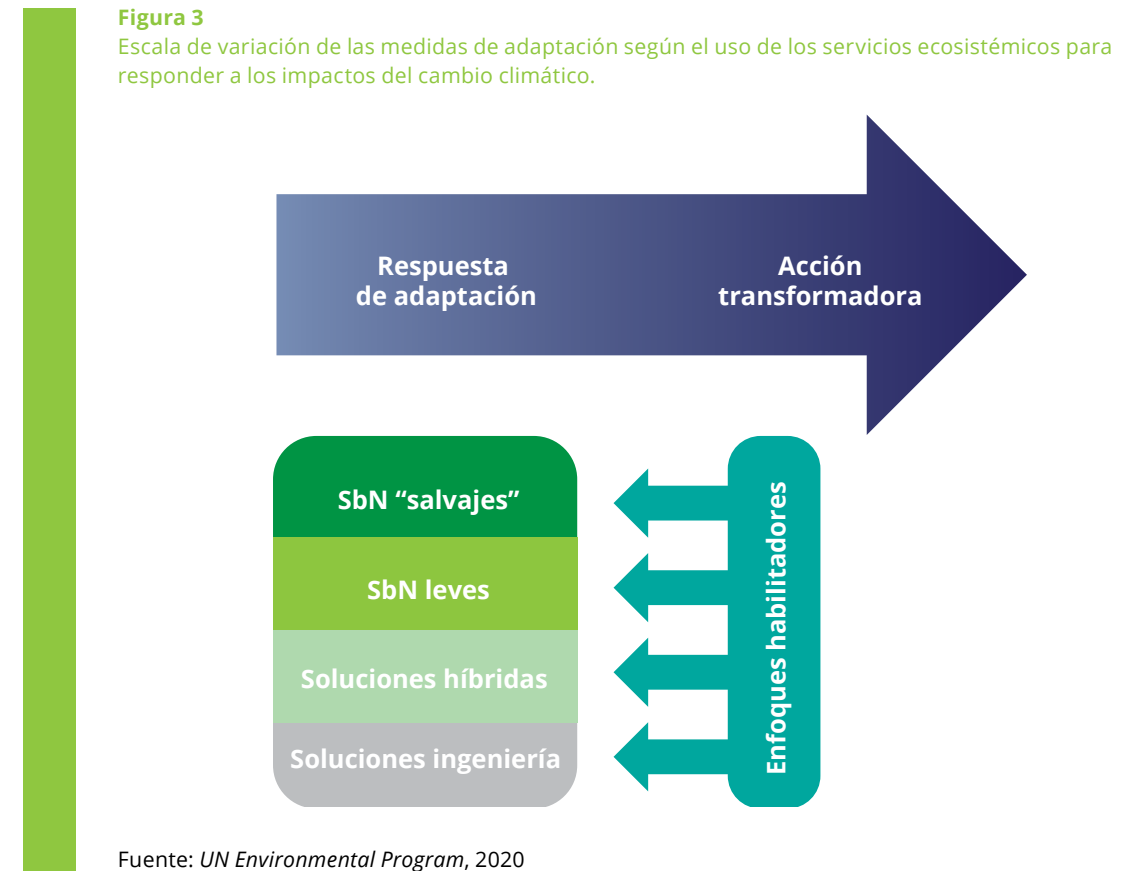 Figura 3
Escala de variación de las medidas de adaptación según el uso de los servicios ecosistémicos para
responder a los impactos del cambio climático.
Respuesta
de adaptación
Acción
transformadora
SbN “salvajes”
SbN leves
Soluciones híbridas
Soluciones ingeniería
Enfoques habilitadores
Fuente: UN Environmental Program, 2020